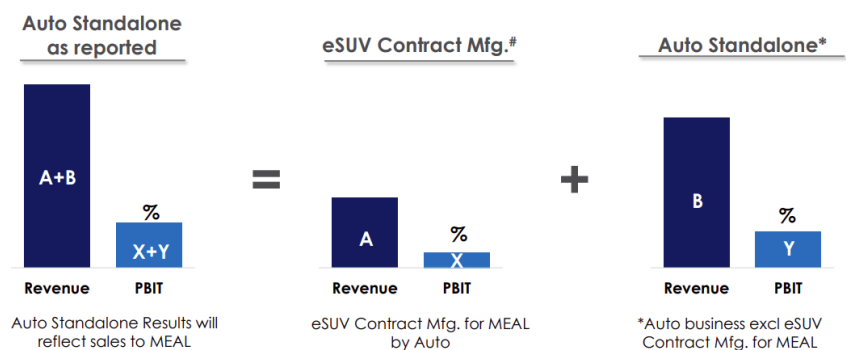 Auto Standalone
as reported
A+B
%
X+Y
Revenue PBIT
Auto Standalone Results will
reflect sales to MEAL
=
eSUV Contract Mfg.#
A
%
X
Revenue PBIT
eSUV Contract Mfg. for MEAL
by Auto
+
Auto Standalone*
B
%
Y
Revenue PBIT
*Auto business excl eSUV
Contract Mfg. for MEAL